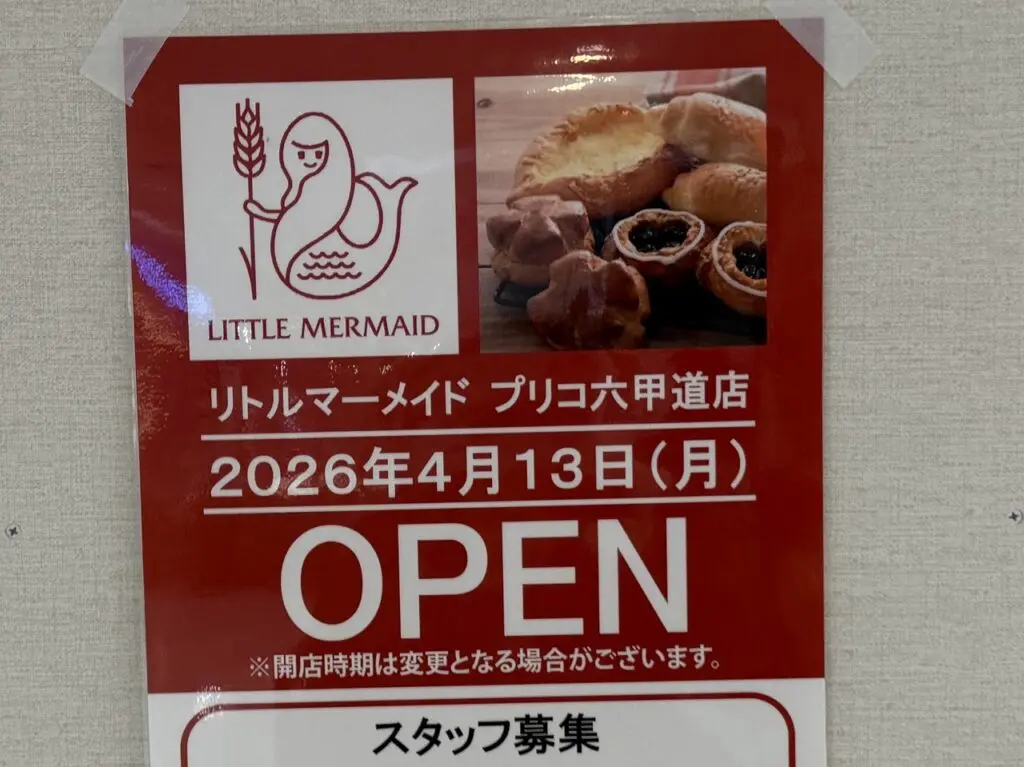 LITTLE MERMAID
リトルマーメイド プリコ六甲道店
2026年4月13日(月)
OPEN
※開店時期は変更となる場合がございます。
スタッフ募集